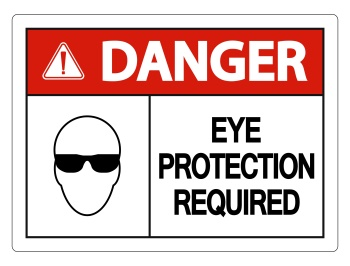 DANGER
EYE
PROTECTION
REQUIRED